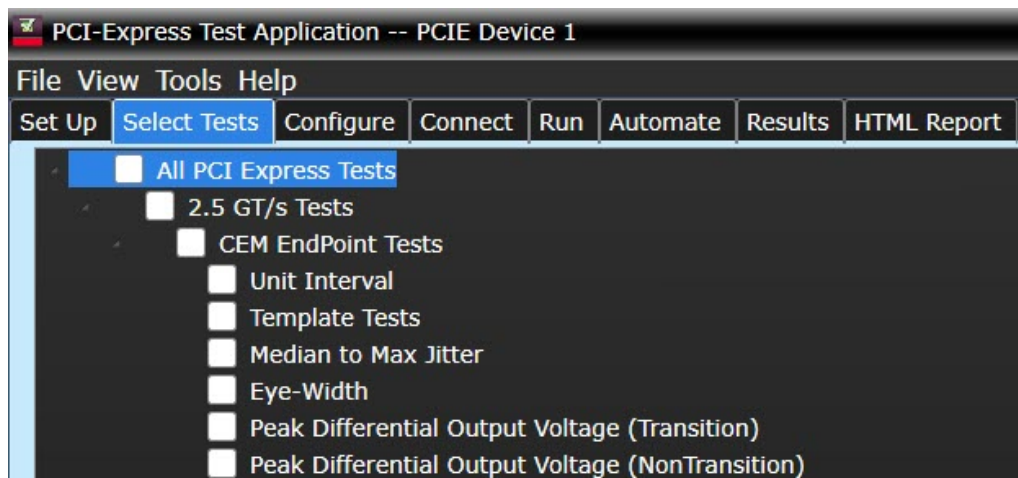 PCI-Express Test Application -- PCIE Device 1
File View Tools Help
Set Up Select Tests Configure Connect Run Automate Results HTML Report
All PCI Express Tests
2.5 GT/s Tests
CEM EndPoint Tests
Unit Interval
Template Tests
Median to Max Jitter
Eye-Width
Peak Differential Output Voltage (Transition)
Peak Differential Output Voltage (NonTransition)